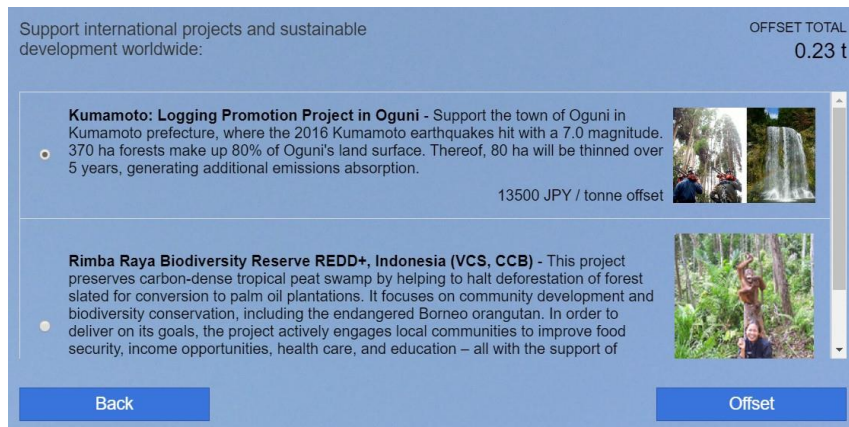 Support international projects and sustainable
development worldwide:
OFFSET TOTAL
0.23 t
Kumamoto: Logging Promotion Project in Oguni - Support the town of Oguni in
Kumamoto prefecture, where the 2016 Kumamoto earthquakes hit with a 7.0 magnitude.
370 ha forests make up 80% of Oguni's land surface. Thereof, 80 ha will be thinned over
5 years, generating additional emissions absorption.
13500 JPY / tonne offset
Rimba Raya Biodiversity Reserve REDD+, Indonesia (VCS, CCB) - This project
preserves carbon-dense tropical peat swamp by helping to halt deforestation of forest
slated for conversion to palm oil plantations. It focuses on community development and
biodiversity conservation, including the endangered Borneo orangutan. In order to
deliver on its goals, the project actively engages local communities to improve food
security, income opportunities, health care, and education – all with the support of
Back
Offset